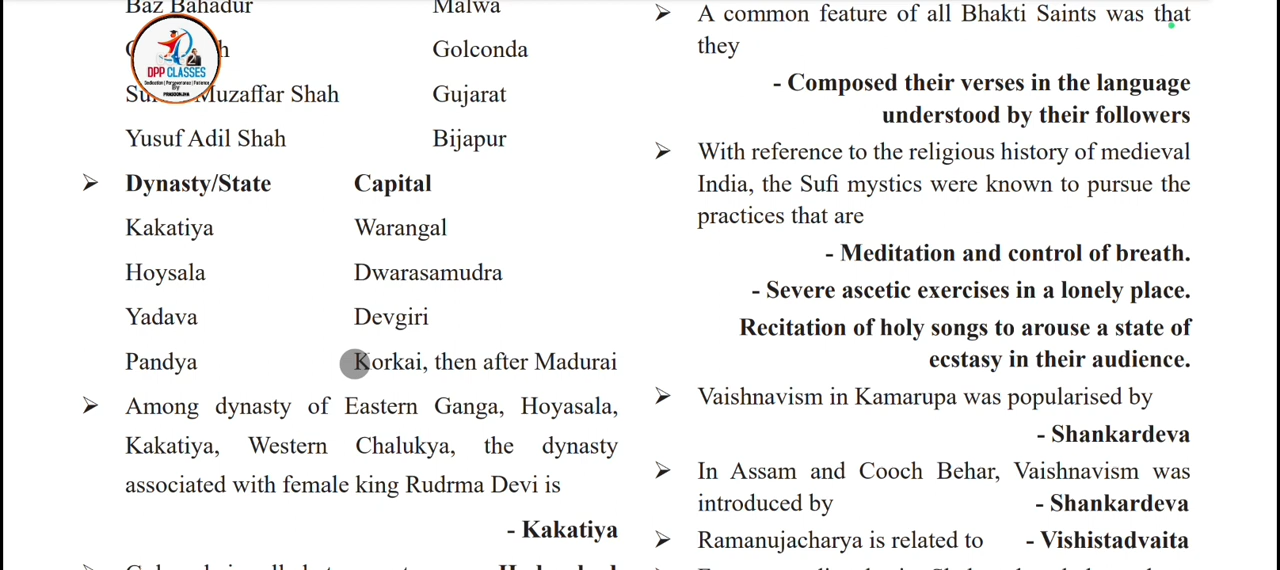 Baz Bahadur Malwa
Golconda
Muzaffar Shah Gujarat
Yusuf Adil Shah Bijapur
➢ Dynasty/State Capital
Kakatiya Warangal
Hoysala Dwarasamudra
Yadava Devgiri
Pandya Korkai, then after Madurai
➢ Among dynasty of Eastern Ganga, Hoyasala,
Kakatiya, Western Chalukya, the dynasty
associated with female king Rudrma Devi is
- Kakatiya
➢ A common feature of all Bhakti Saints was that
they
- Composed their verses in the language
understood by their followers
➢ With reference to the religious history of medieval
India, the Sufi mystics were known to pursue the
practices that are
- Meditation and control of breath.
- Severe ascetic exercises in a lonely place.
Recitation of holy songs to arouse a state of
ecstasy in their audience.
➢ Vaishnavism in Kamarupa was popularised by
- Shankardeva
➢ In Assam and Cooch Behar, Vaishnavism was
introduced by - Shankardeva
➢ Ramanujacharya is related to - Vishistadvaita
DPP CLASSES
By